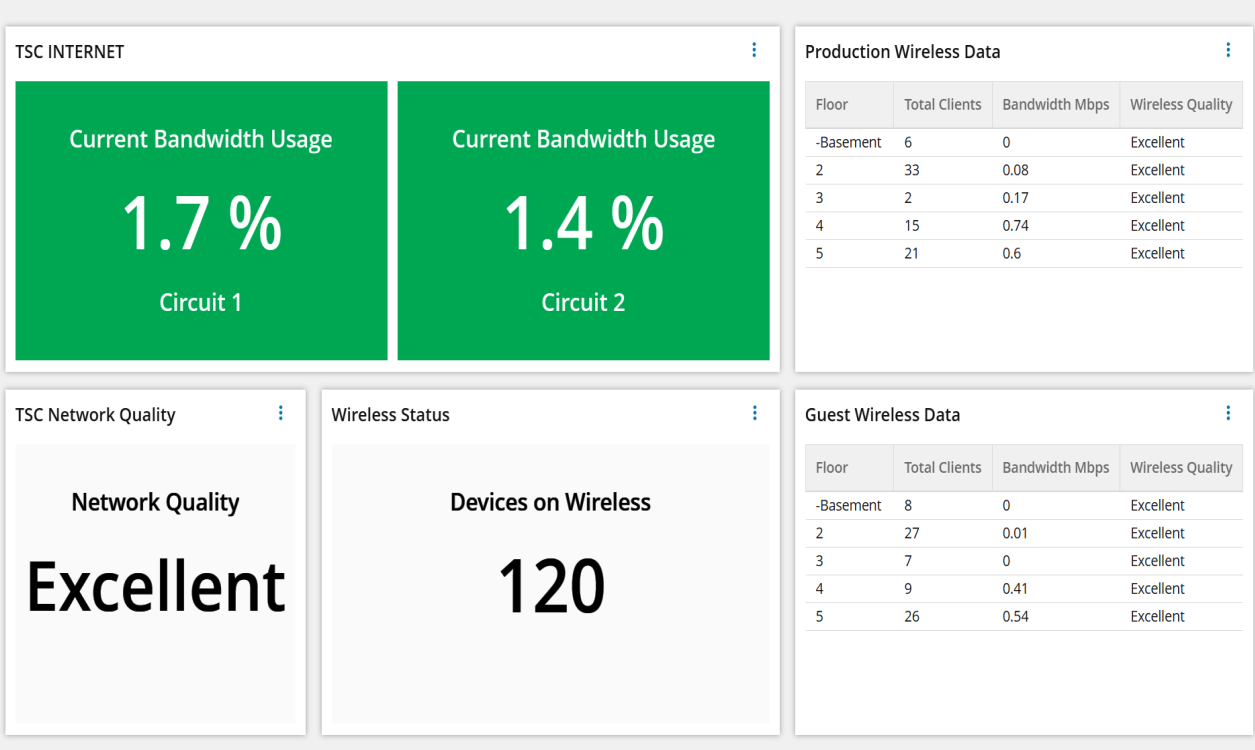 TSC INTERNET
Current Bandwidth Usage
1.7 %
Circuit 1
Current Bandwidth Usage
1.4 %
Circuit 2
Production Wireless Data
Floor Total Clients Bandwidth Mbps Wireless Quality
-Basement 6 0 Excellent
2 33 0.08 Excellent
3 2 0.17 Excellent
4 15 0.74 Excellent
5 21 0.6 Excellent
TSC Network Quality
Network Quality
Excellent
Wireless Status
Devices on Wireless
120
Guest Wireless Data
Floor Total Clients Bandwidth Mbps Wireless Quality
-Basement 8 0 Excellent
2 27 0.01 Excellent
3 7 0 Excellent
4 9 0.41 Excellent
5 26 0.54 Excellent